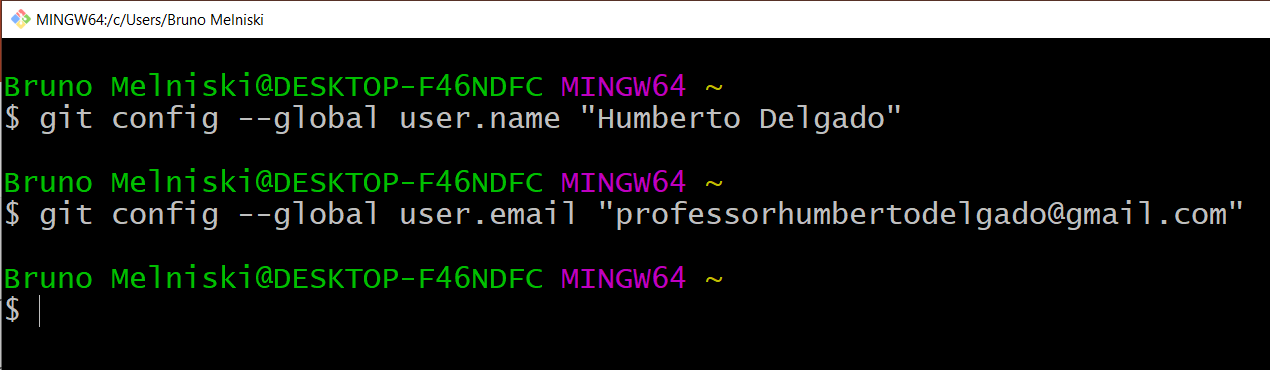 MINGW64:/c/Users/Bruno Melniski
Bruno Melniski@DESKTOP-F46NDFC MINGW64 ~
$ git config --global user.name "Humberto Delgado"
Bruno Melniski@DESKTOP-F46NDFC MINGW64 ~
$ git config --global user.email "professorhumbertodelgado@gmail.com"
Bruno Melniski@DESKTOP-F46NDFC MINGW64 ~
$